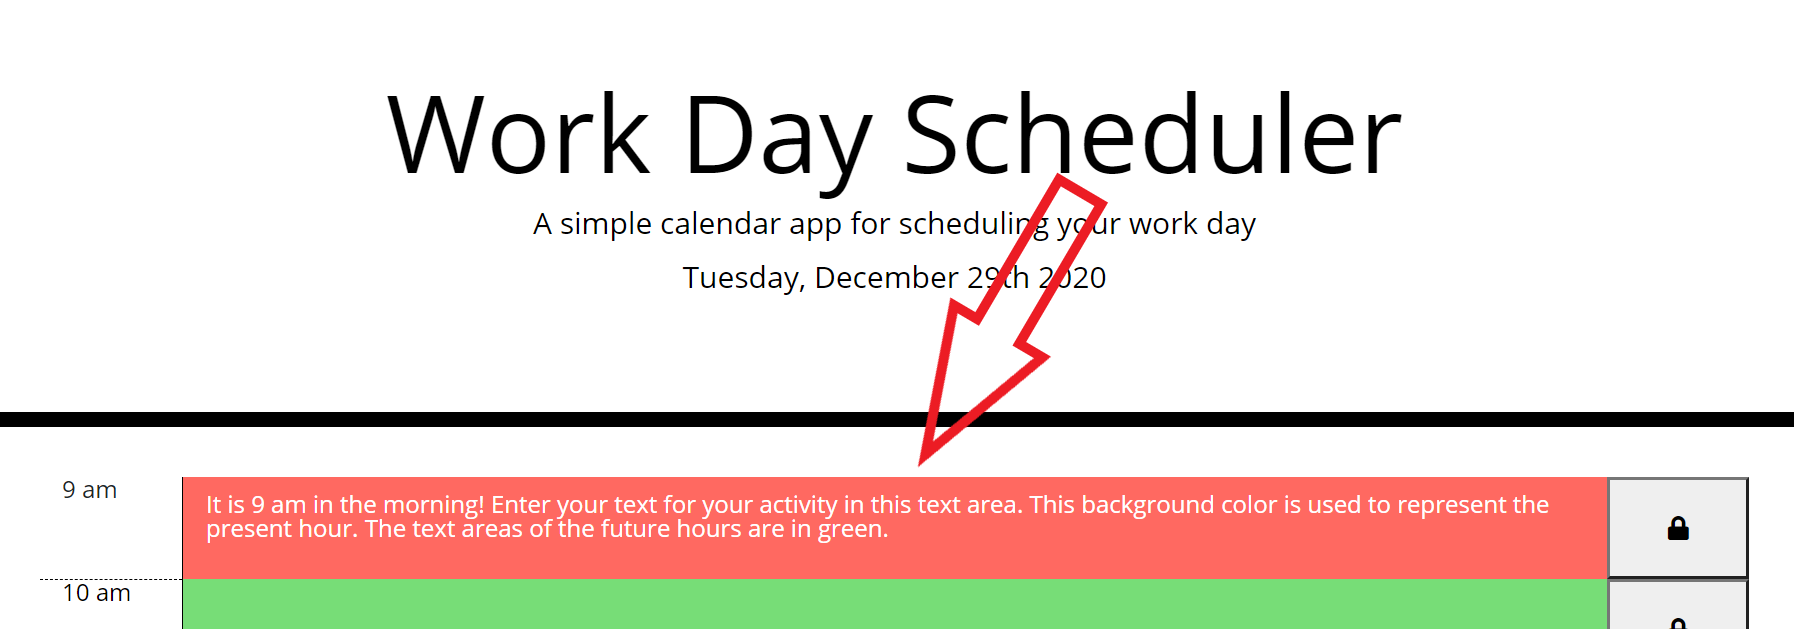 Work Day Scheduler
A simple calendar app for scheduling your work day
Tuesday, December 29th 2020
9 am
It is 9 am in the morning! Enter your text for your activity in this text area. This background color is used to represent the
present hour. The text areas of the future hours are in green.
10 am